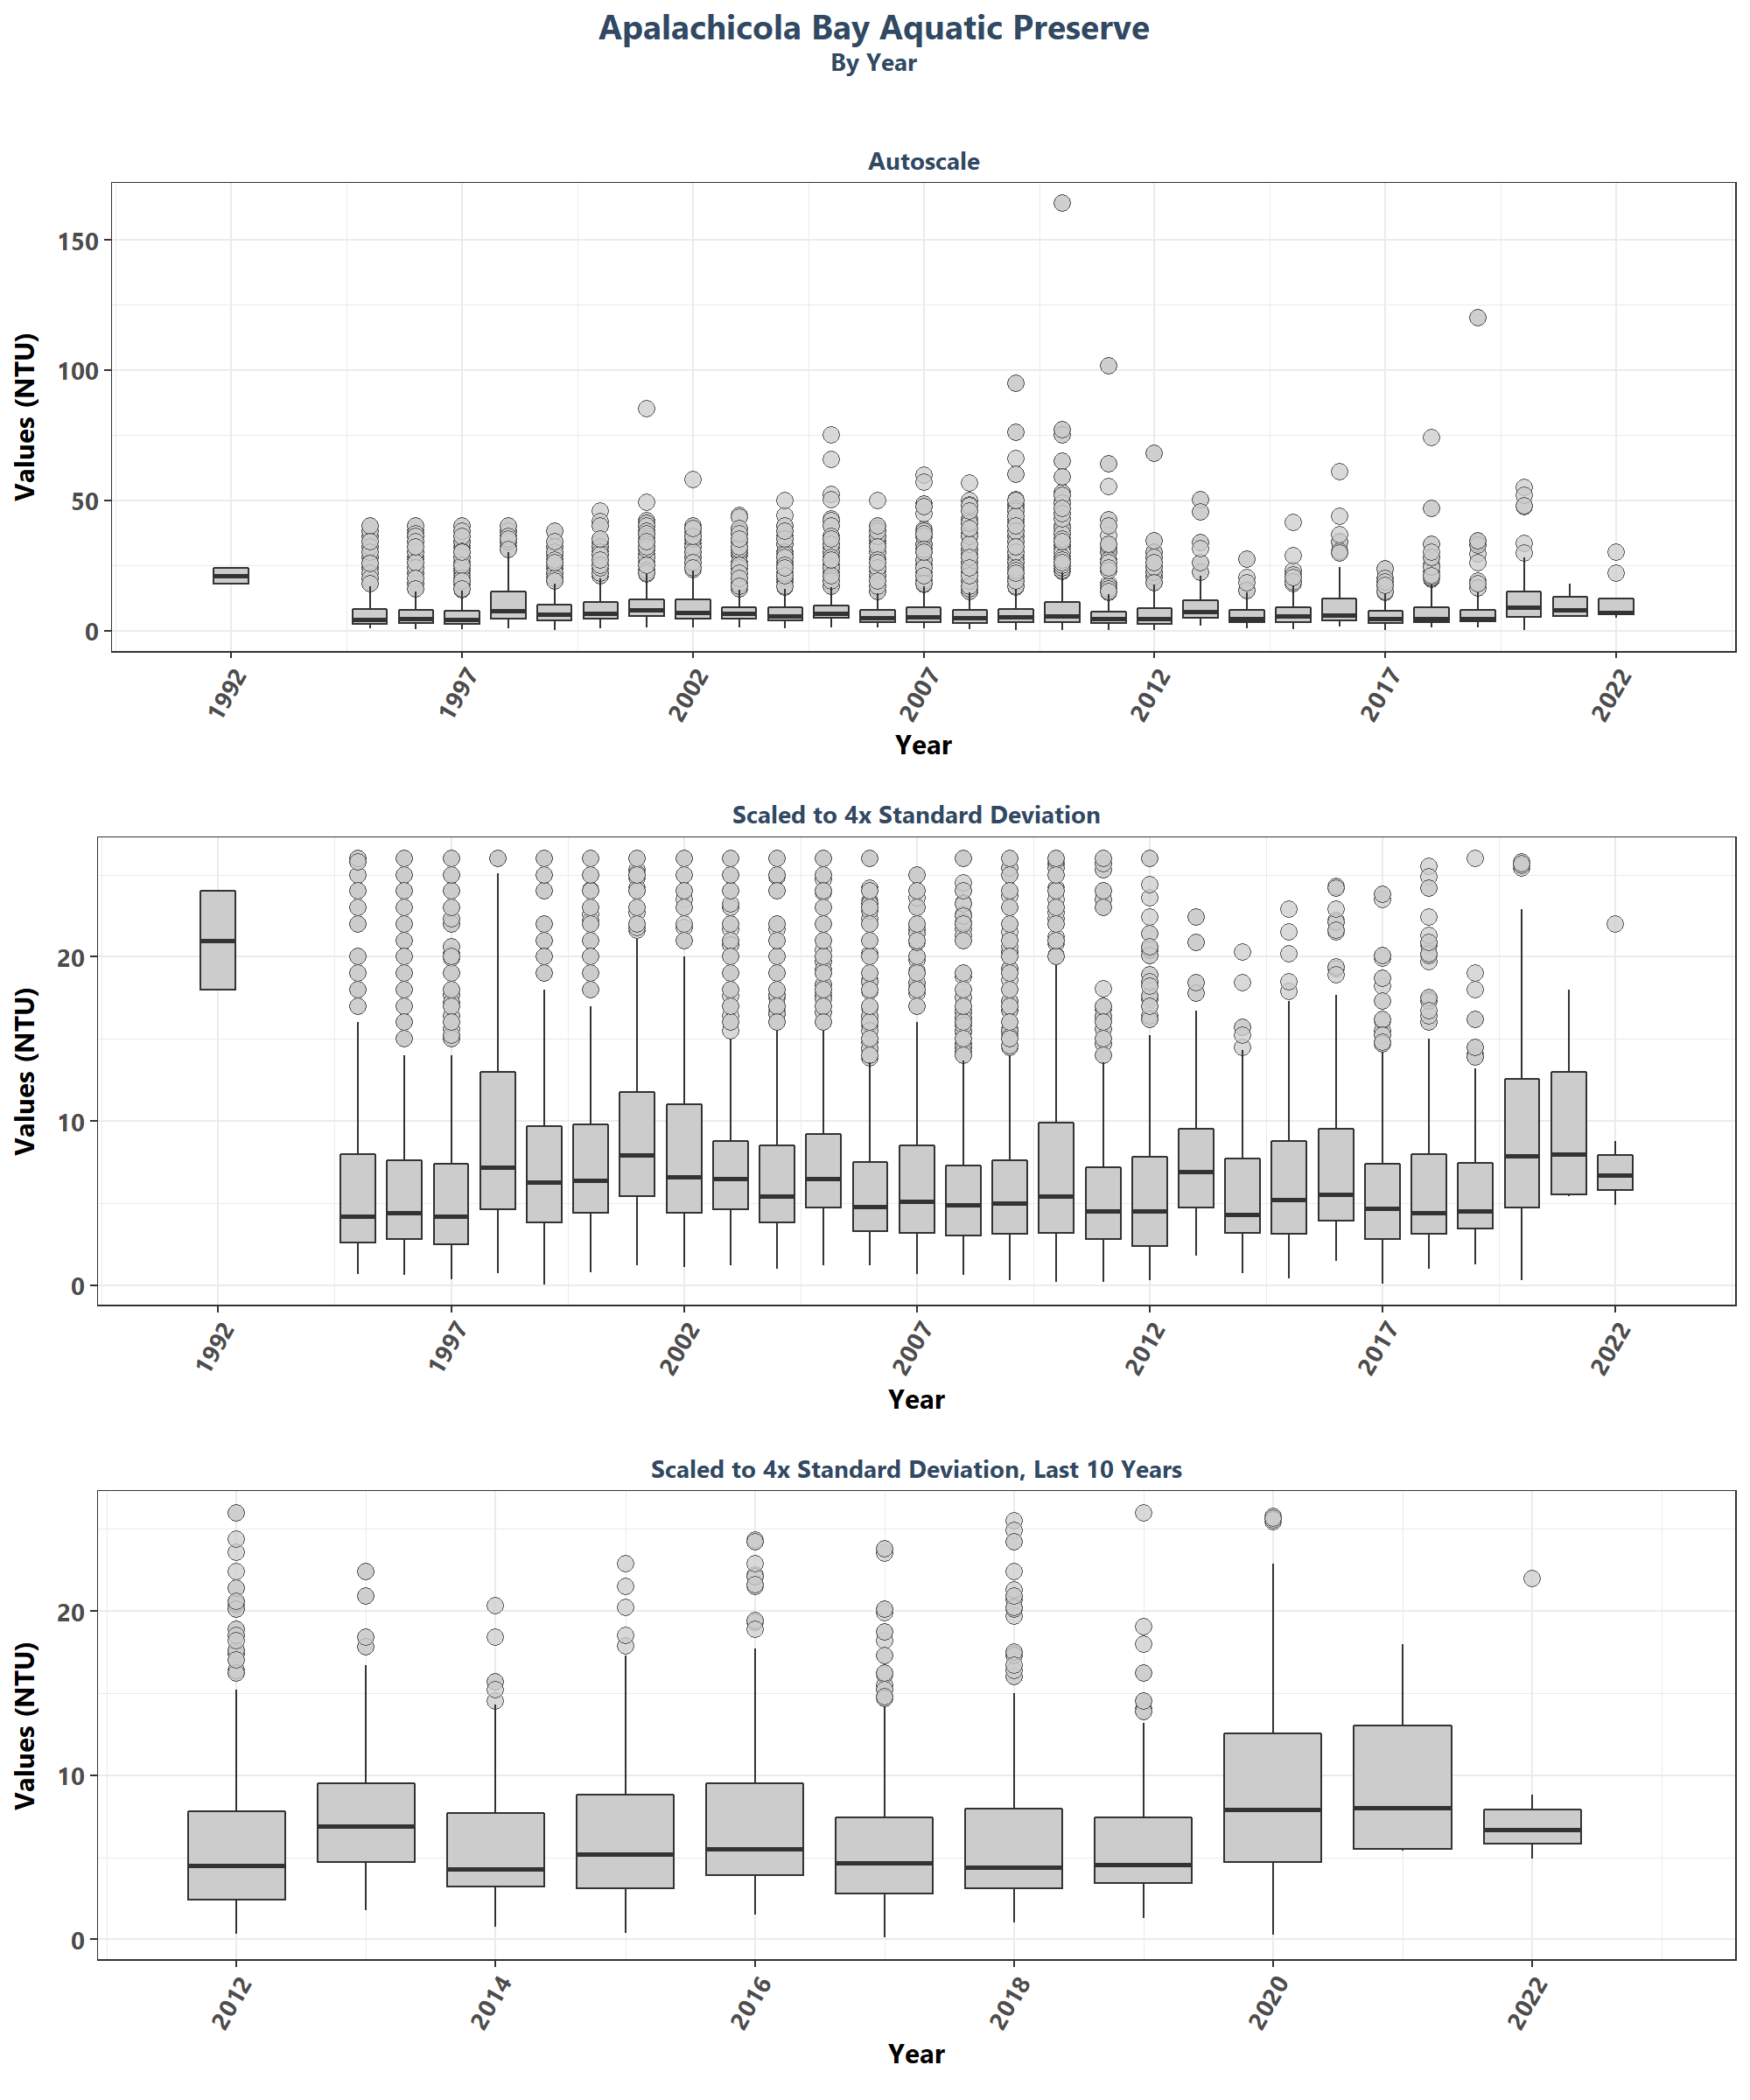 Apalachicola Bay Aquatic Preserve
By Year
Autoscale
Values (NTU)
150
100
50
0
1992 1997 2002 2007 2012 2017 2022
Year
Scaled to 4x Standard Deviation
Values (NTU)
20
10
0
1992 1997 2002 2007 2012 2017 2022
Year
Scaled to 4x Standard Deviation, Last 10 Years
Values (NTU)
20
10
0
2012 2014 2016 2018 2020 2022
Year